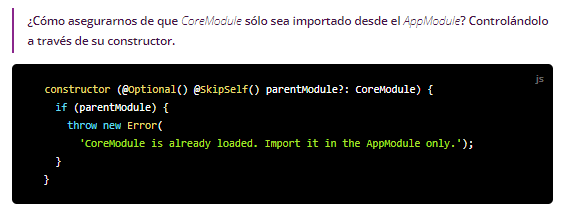 ¿Cómo asegurarnos de que CoreModule sólo sea importado desde el AppModule? Controlándolo
a través de su constructor.
js
constructor (@Optional() @SkipSelf() parentModule?: CoreModule) {
  if (parentModule) {
    throw new Error(
      'CoreModule is already loaded. Import it in the AppModule only.');
  }
}